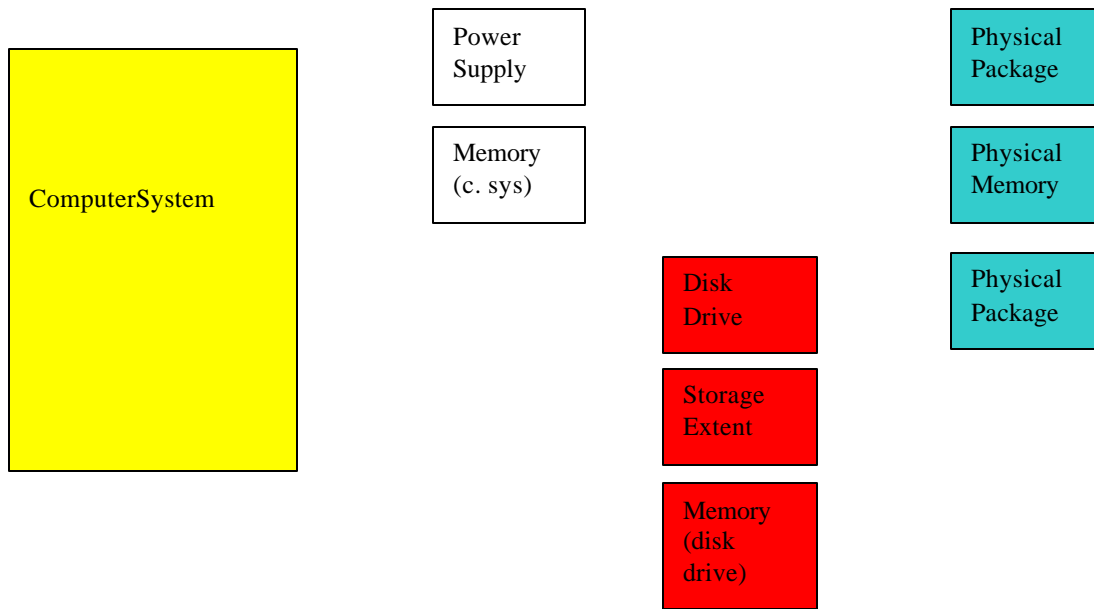 Power
Supply
Physical
Package
ComputerSystem
Memory
(c. sys)
Physical
Memory
Disk
Drive
Physical
Package
Storage
Extent
Memory
(disk
drive)